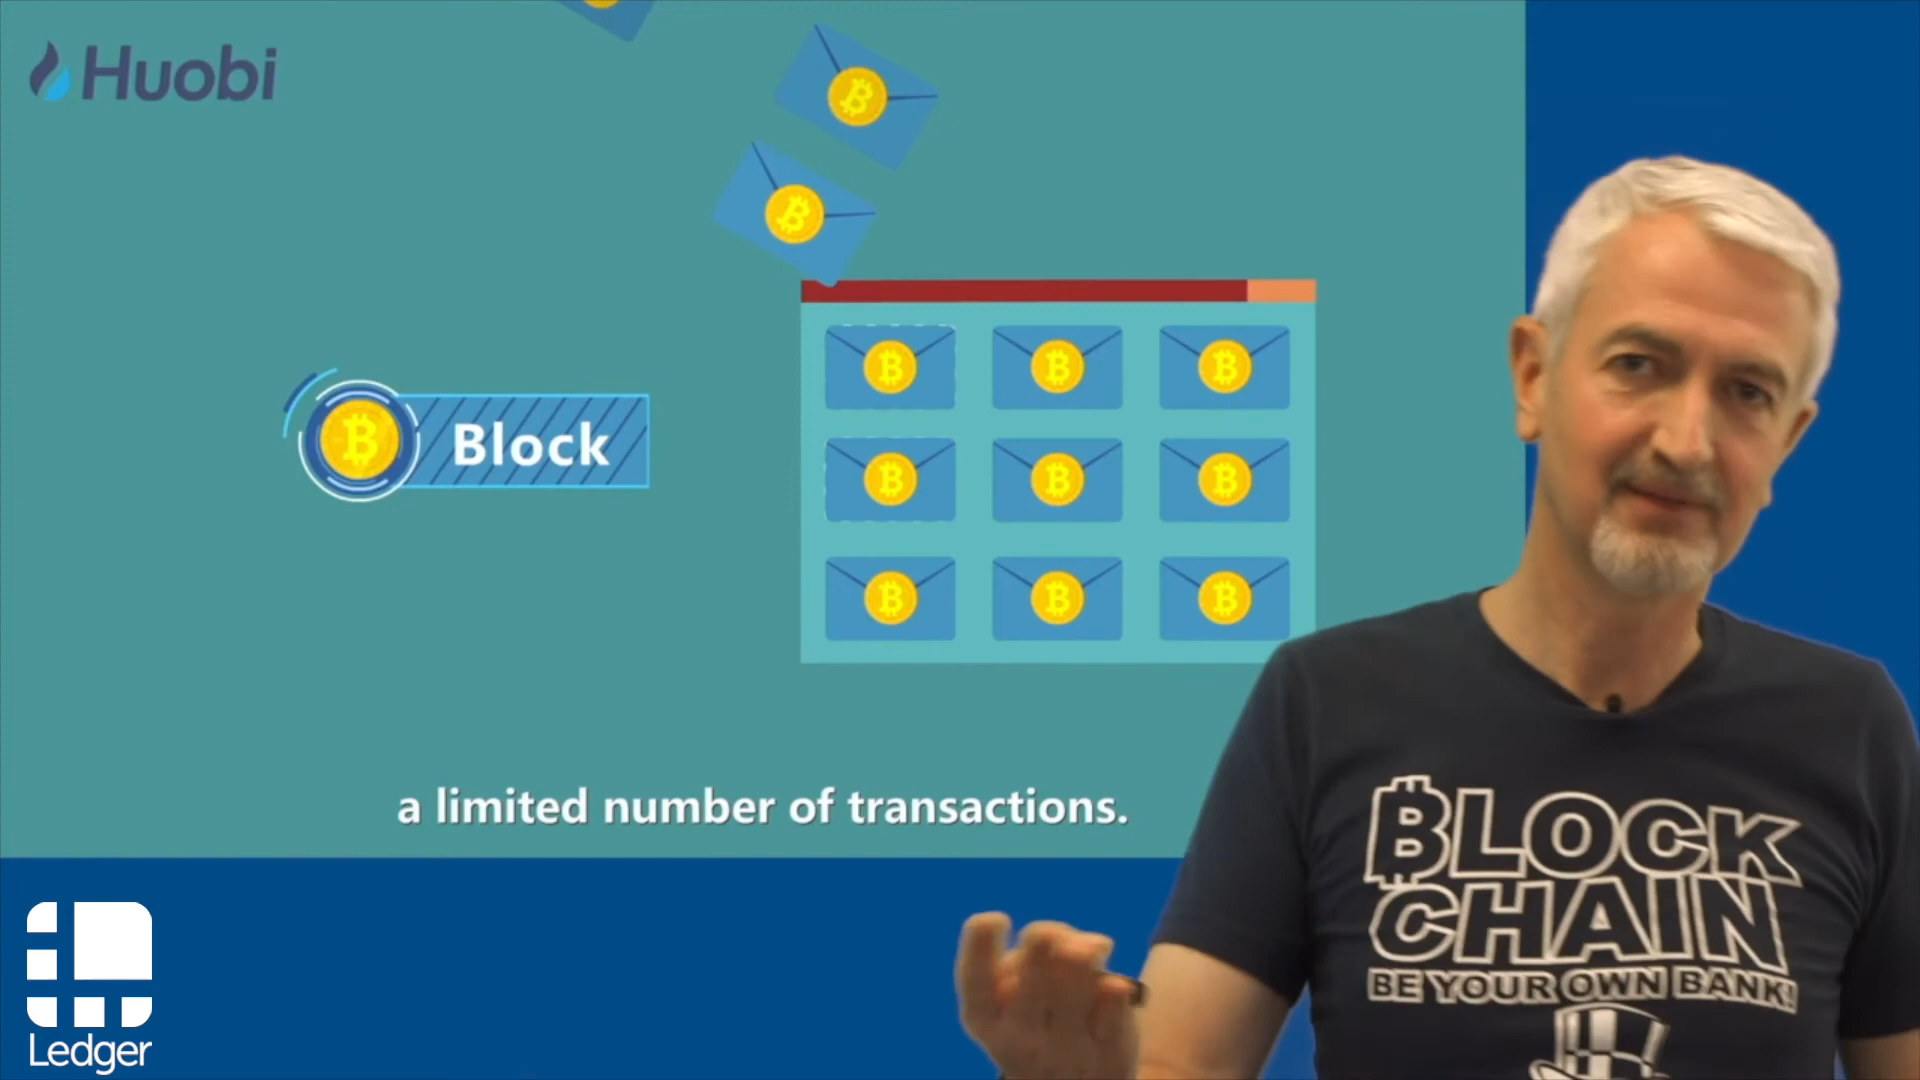 Huobi
Block
a limited number of transactions.
BLOCK
CHAIN
BE YOUR OWN BANK!
Ledger